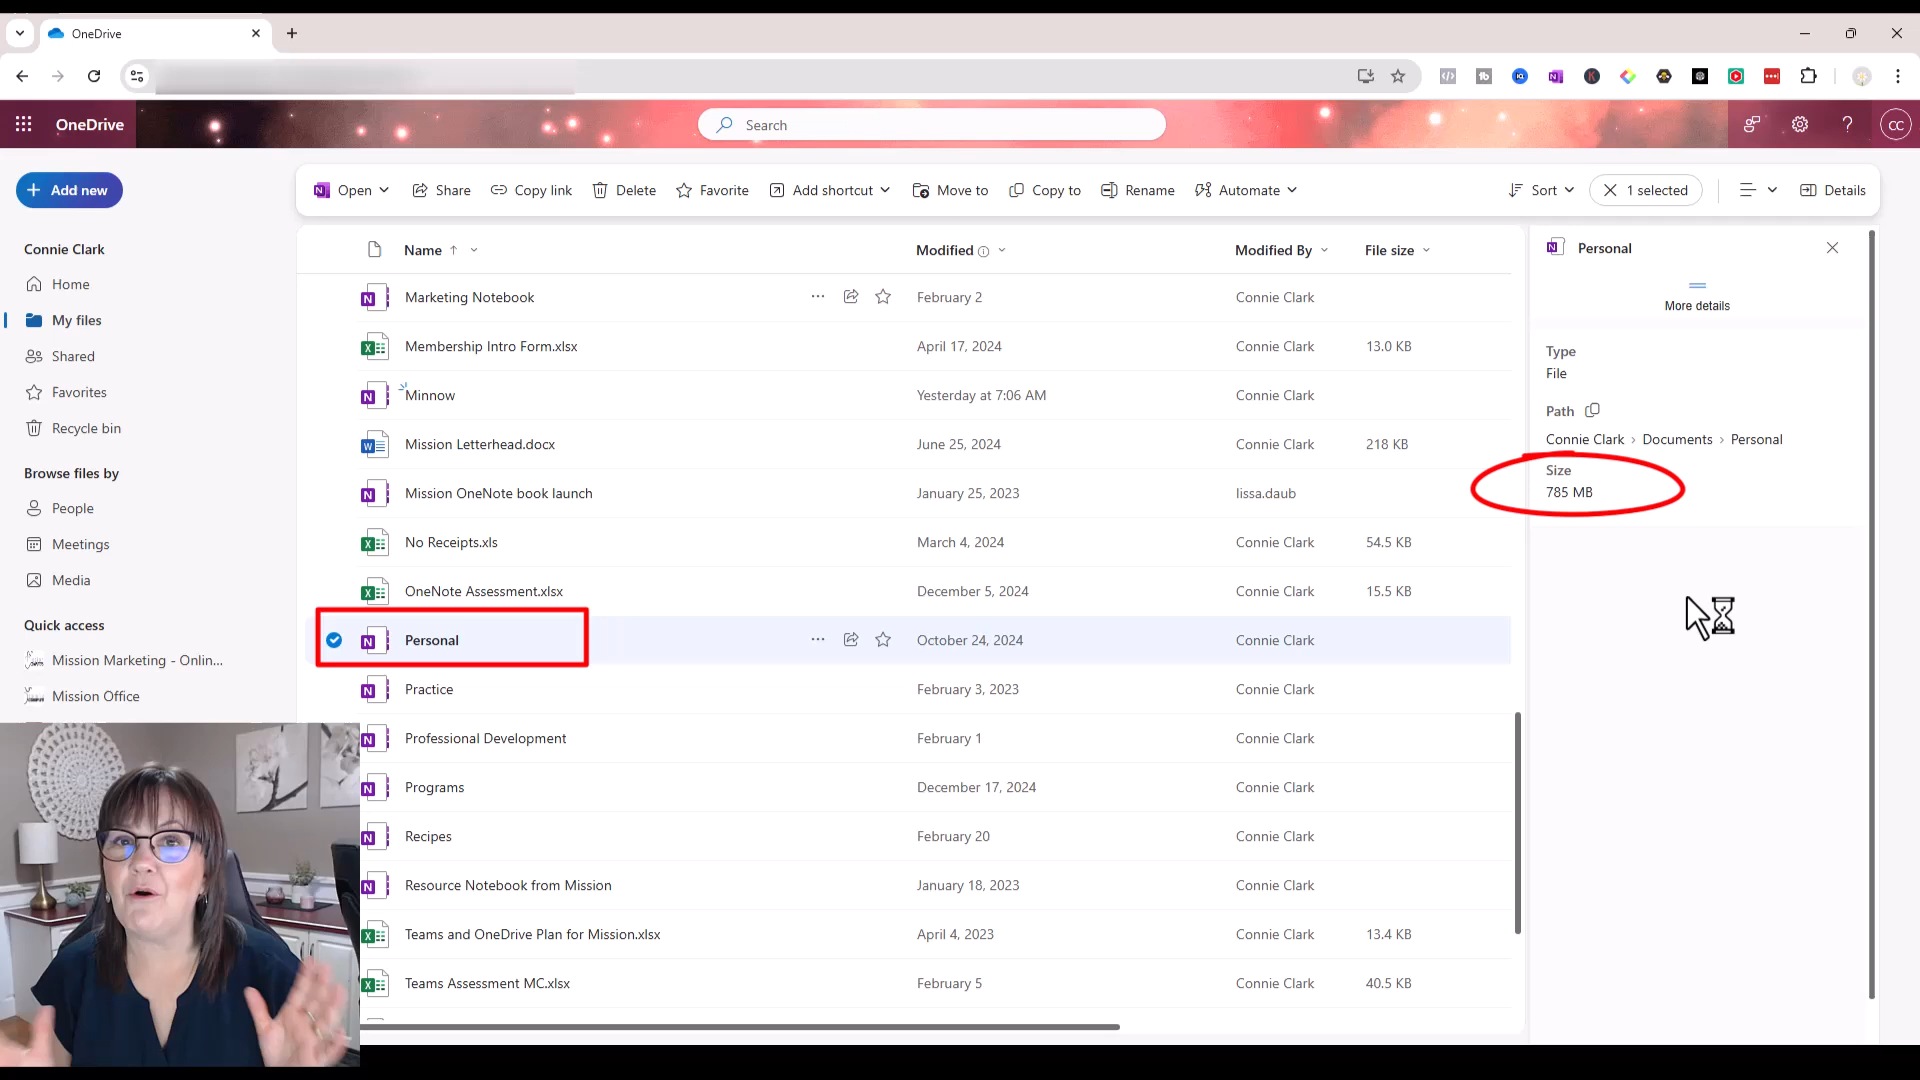 OneDrive
OneDrive
Search
CC
Add new
Open
Share
Copy link
Delete
Favorite
Add shortcut
Move to
Copy to
Rename
Automate
Sort
1 selected
Details
Connie Clark
Home
My files
Shared
Favorites
Recycle bin
Browse files by
People
Meetings
Media
Quick access
Mission Marketing - Onlin...
Mission Office
Name Modified Modified By File size
Marketing Notebook February 2 Connie Clark
Membership Intro Form.xlsx April 17, 2024 Connie Clark 13.0 KB
Minnow Yesterday at 7:06 AM Connie Clark
Mission Letterhead.docx June 25, 2024 Connie Clark 218 KB
Mission OneNote book launch January 25, 2023 lissa.daub
No Receipts.xls March 4, 2024 Connie Clark 54.5 KB
OneNote Assessment.xlsx December 5, 2024 Connie Clark 15.5 KB
Personal October 24, 2024 Connie Clark
Practice February 3, 2023 Connie Clark
Professional Development February 1 Connie Clark
Programs December 17, 2024 Connie Clark
Recipes February 20 Connie Clark
Resource Notebook from Mission January 18, 2023 Connie Clark
Teams and OneDrive Plan for Mission.xlsx April 4, 2023 Connie Clark 13.4 KB
Teams Assessment MC.xlsx February 5 Connie Clark 40.5 KB
Personal
More details
Type
File
Path
Connie Clark > Documents > Personal
Size
785 MB